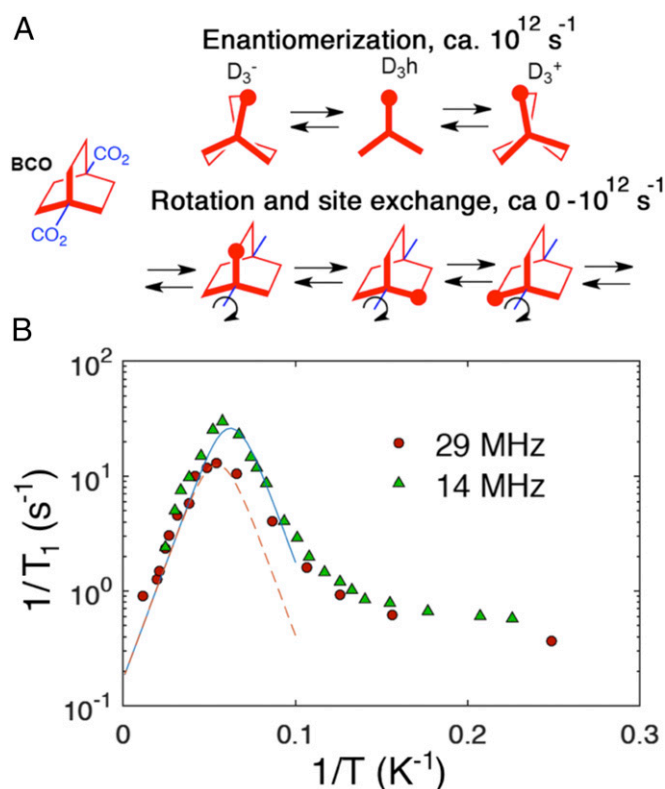 A
Enantiomerization, ca. 10¹² s⁻¹
D₃⁻ D₃h D₃⁺
BCO
CO₂
CO₂
Rotation and site exchange, ca 0 - 10¹² s⁻¹
B
10²
10¹
10⁰
10⁻¹
1/T₁ (s⁻¹)
29 MHz
14 MHz
0 0.1 0.2 0.3
1/T (K⁻¹)